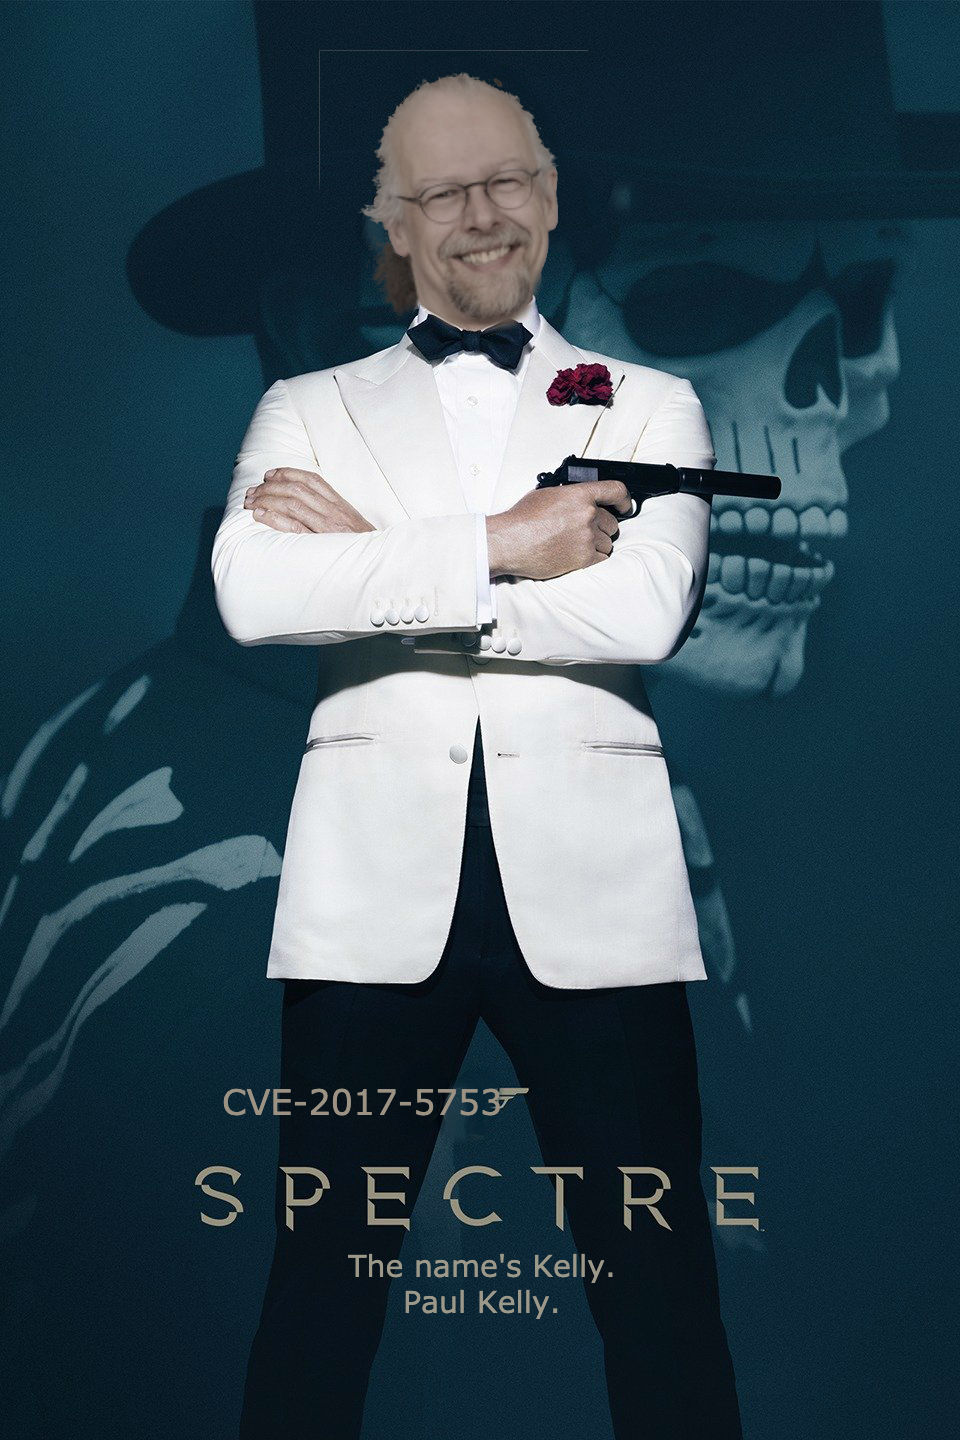 CVE-2017-5753
SPECTRE
The name's Kelly.
Paul Kelly.